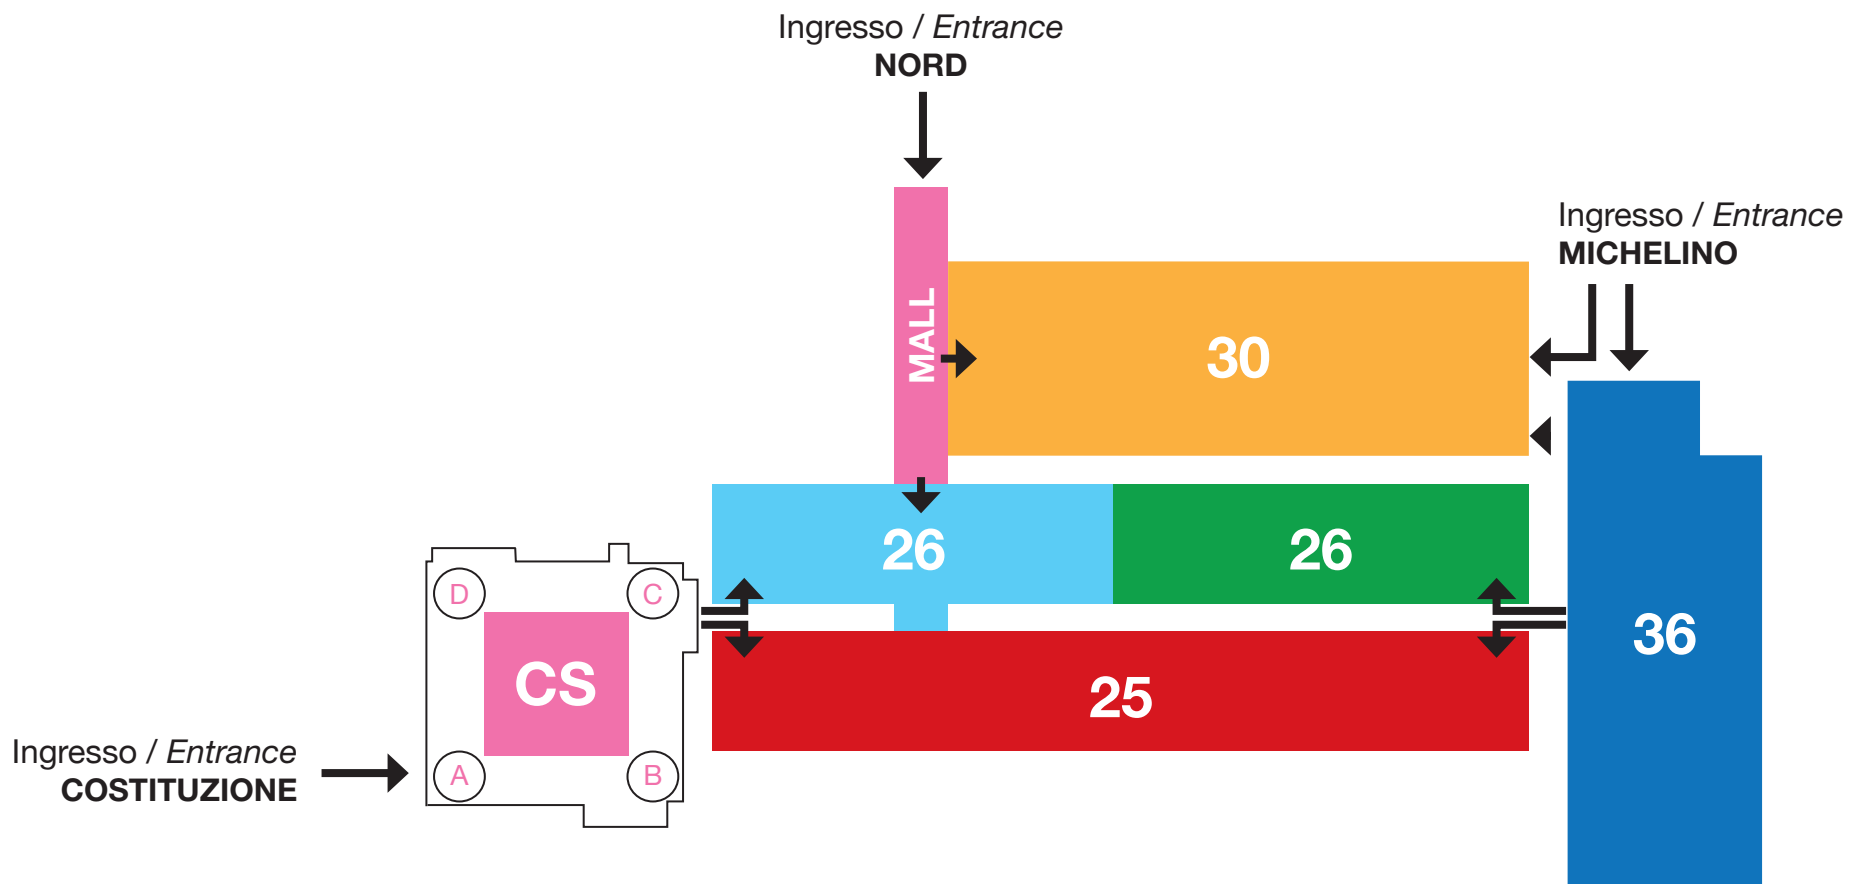 Ingresso / Entrance
NORD
Ingresso / Entrance
MICHELINO
MALL
30
26
26
D
C
CS
36
25
A
B
Ingresso / Entrance
COSTITUZIONE